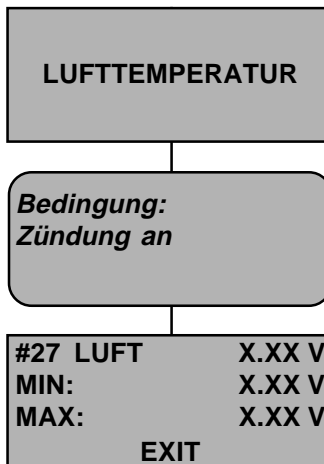 LUFTTEMPERATUR
Bedingung:
Zündung an
#27 LUFT X.XX V
MIN: X.XX V
MAX: X.XX V
EXIT